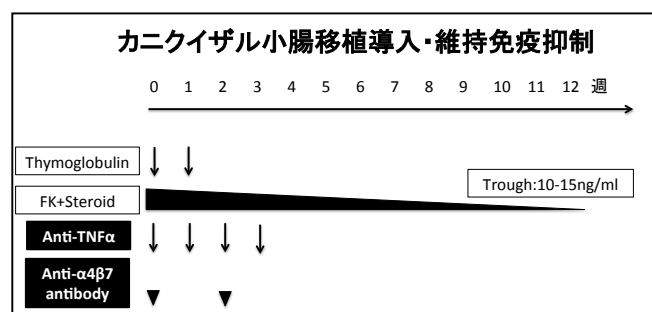 カニクイザル小腸移植導入・維持免疫抑制
0 1 2 3 4 5 6 7 8 9 10 11 12 週
Thymoglobulin
Trough:10-15ng/ml
FK+Steroid
Anti-TNFα
Anti-α4β7
antibody